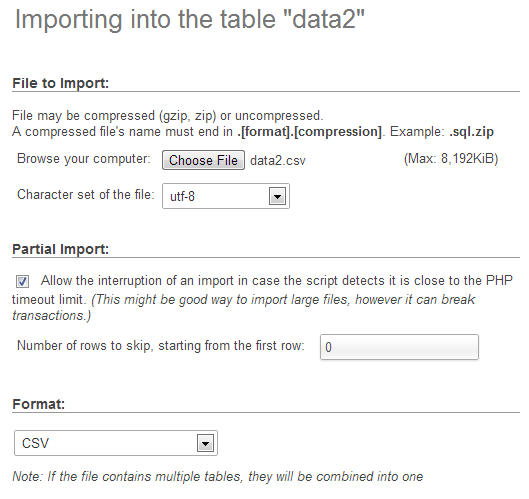 Importing into the table "data2"
File to Import:
File may be compressed (gzip, zip) or uncompressed.
A compressed file's name must end in .[format].[compression]. Example: .sql.zip
Browse your computer: Choose File data2.csv (Max: 8,192KiB)
Character set of the file: utf-8
Partial Import:
Allow the interruption of an import in case the script detects it is close to the PHP
timeout limit. (This might be good way to import large files, however it can break
transactions.)
Number of rows to skip, starting from the first row: 0
Format:
CSV
Note: If the file contains multiple tables, they will be combined into one